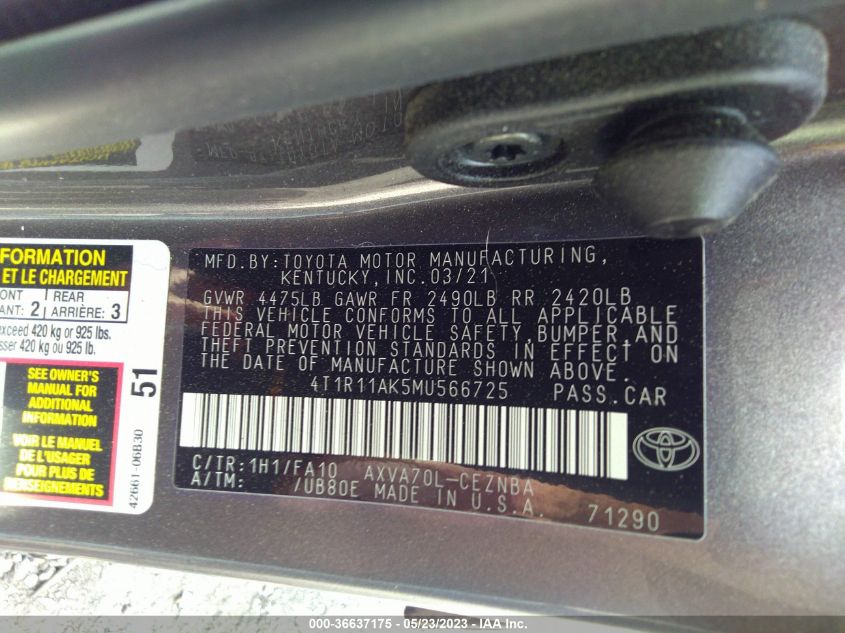 MFD.BY:TOYOTA MOTOR MANUFACTURING,
KENTUCKY,INC.03/21
GVWR 4475LB GAWR FR 2490LB RR 2420LB
THIS VEHICLE CONFORMS TO ALL APPLICABLE
FEDERAL MOTOR VEHICLE SAFETY,BUMPER,AND
THEFT PREVENTION STANDARDS IN EFFECT ON
THE DATE OF MANUFACTURE SHOWN ABOVE.
4T1R11AK5MU566725 PASS.CAR
C/TR:1H1/FA10 AXVA70L-CEZNBA
A/TM: /UB80E MADE IN U.S.A.
71290
FORMATION
ET LE CHARGEMENT
ONT REAR
ANT: 2 ARRIÈRE: 3
exceed 420 kg or 925 lbs.
sser 420 kg ou 925 lb.
SEE OWNER'S
MANUAL FOR
ADDITIONAL
INFORMATION
VOIR LE MANUEL
DE L'USAGER
POUR PLUS DE
RENSEIGNEMENTS
51
42661-06B30
000-36637175 - 05/23/2023 - IAA Inc.